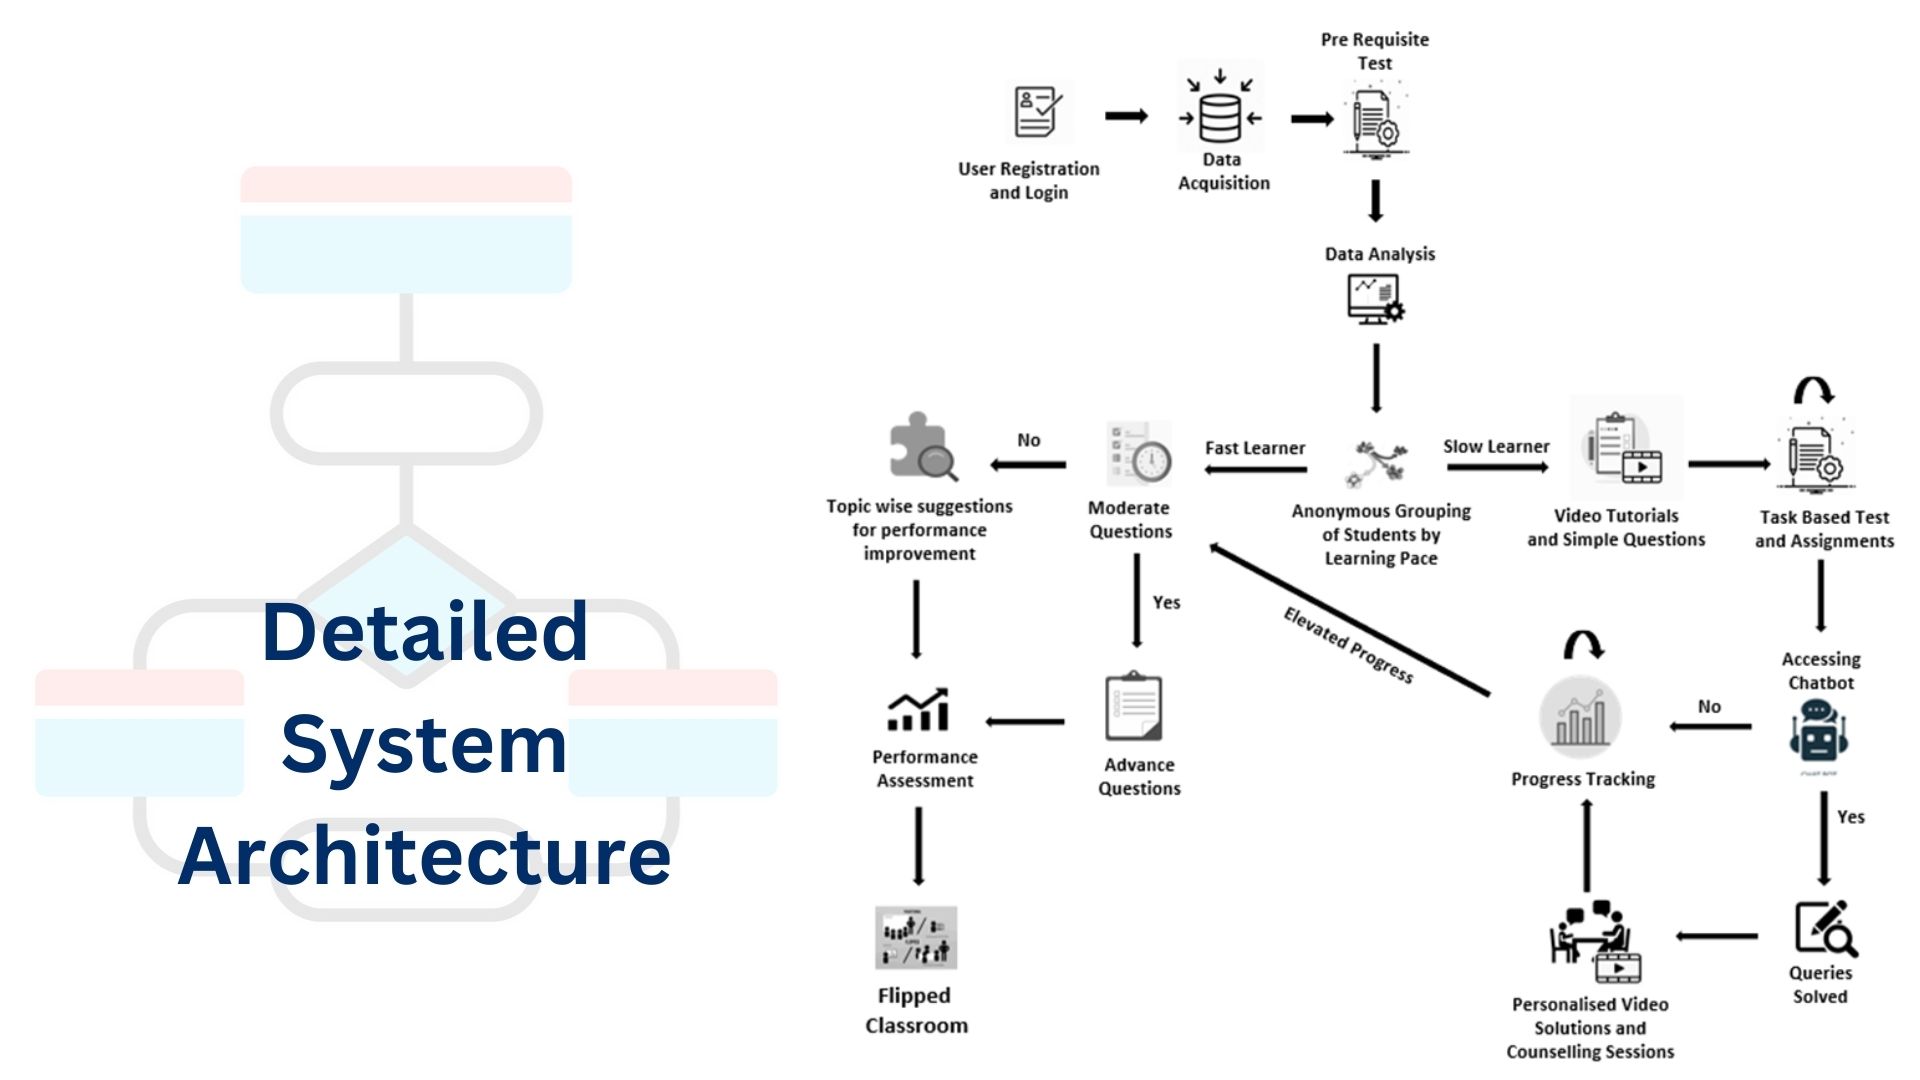 Detailed
System
Architecture
Pre Requisite
Test
User Registration
and Login
Data
Acquisition
Data Analysis
No
Fast Learner
Slow Learner
Topic wise suggestions
for performance
improvement
Moderate
Questions
Anonymous Grouping
of Students by
Learning Pace
Video Tutorials
and Simple Questions
Task Based Test
and Assignments
Yes
Elevated Progress
Accessing
Chatbot
No
Performance
Assessment
Advance
Questions
Progress Tracking
Yes
Flipped
Classroom
Personalised Video
Solutions and
Counselling Sessions
Queries
Solved